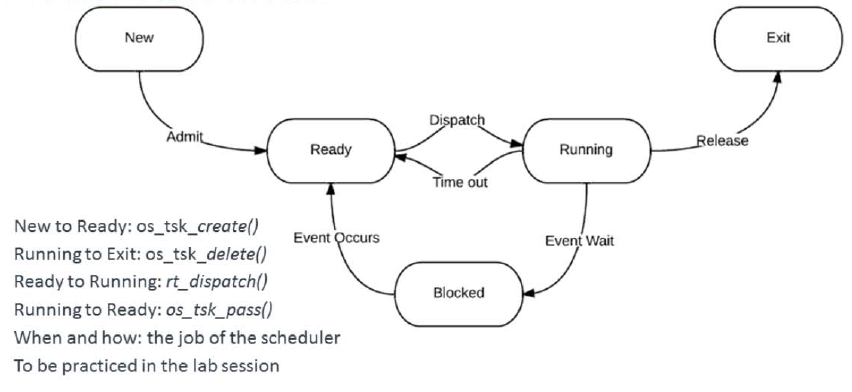 New
Exit
Dispatch
Admit
Ready
Running
Release
Time out
New to Ready: os_tsk_create()
Event Occurs
Event Wait
Running to Exit: os_tsk_delete()
Ready to Running: rt_dispatch()
Blocked
Running to Ready: os_tsk_pass()
When and how: the job of the scheduler
To be practiced in the lab session